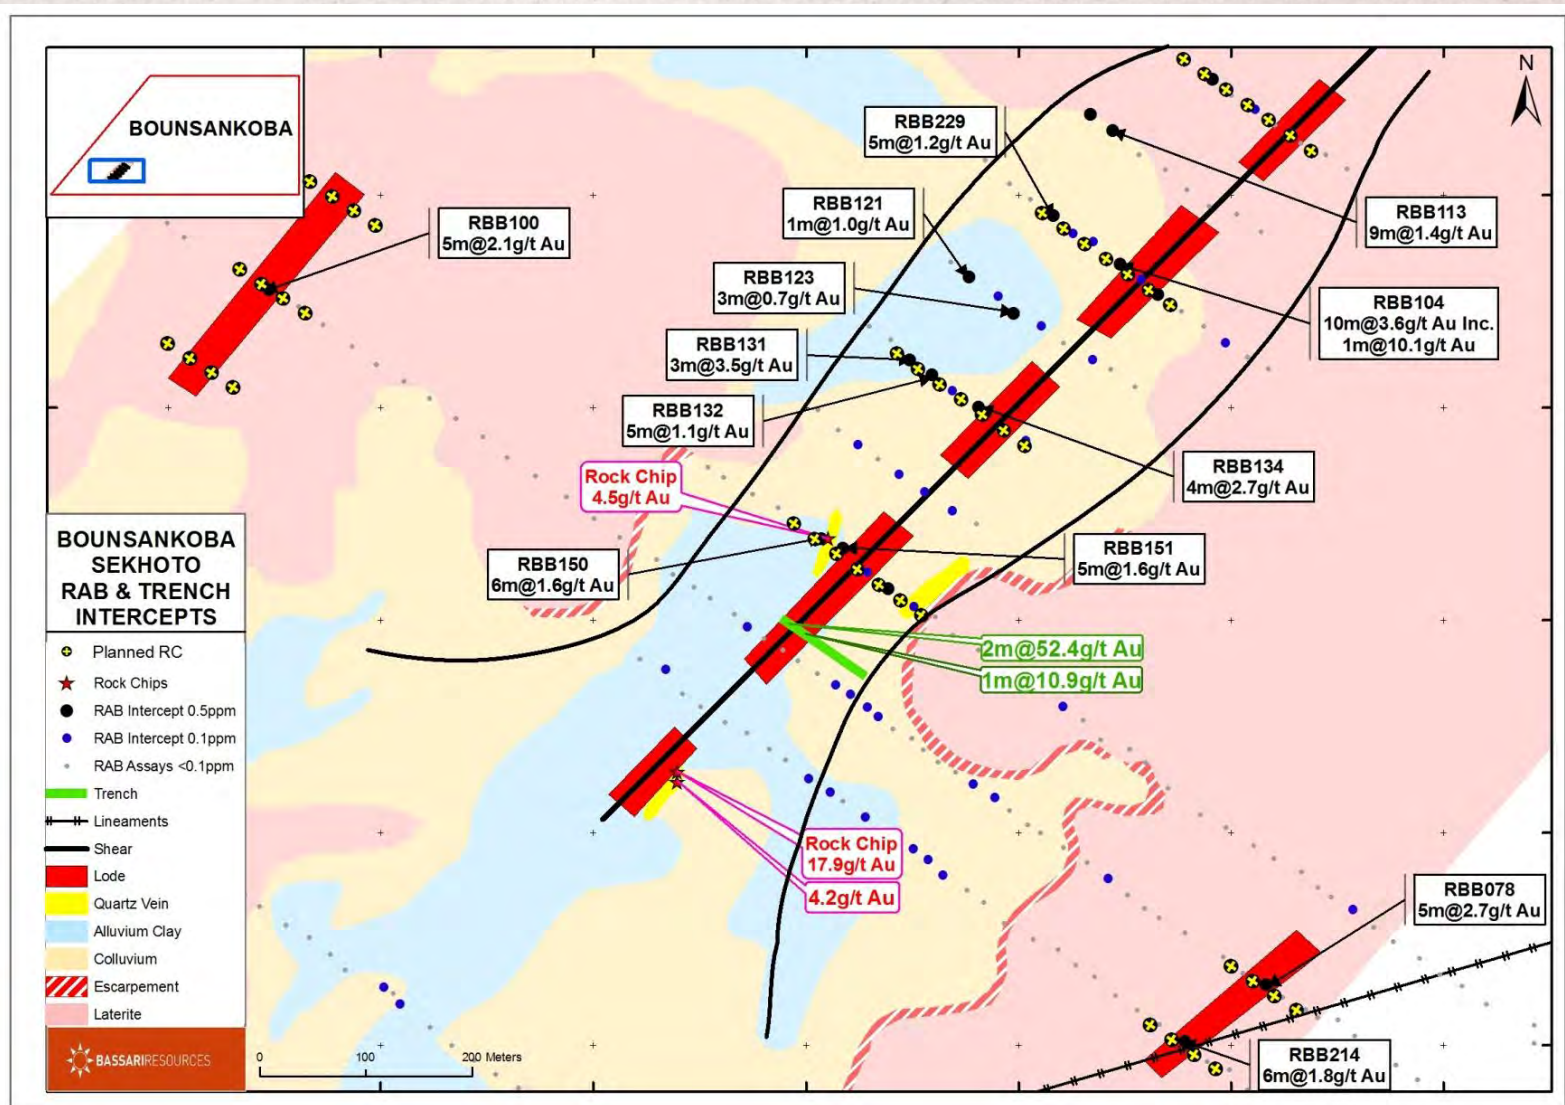 BOUNSANKOBA
N
RBB229
5m@1.2g/t Au
RBB121
1m@1.0g/t Au
RBB100
5m@2.1g/t Au
RBB113
9m@1.4g/t Au
RBB123
3m@0.7g/t Au
RBB104
10m@3.6g/t Au Inc.
1m@10.1g/t Au
RBB131
3m@3.5g/t Au
RBB132
5m@1.1g/t Au
RBB134
4m@2.7g/t Au
Rock Chip
4.5g/t Au
RBB150
6m@1.6g/t Au
RBB151
5m@1.6g/t Au
2m@52.4g/t Au
1m@10.9g/t Au
Rock Chip
17.9g/t Au
4.2g/t Au
RBB078
5m@2.7g/t Au
RBB214
6m@1.8g/t Au
BOUNSANKOBA
SEKHOTO
RAB & TRENCH
INTERCEPTS
Planned RC
Rock Chips
RAB Intercept 0.5ppm
RAB Intercept 0.1ppm
RAB Assays <0.1ppm
Trench
Lineaments
Shear
Lode
Quartz Vein
Alluvium Clay
Colluvium
Escarpement
Laterite
BASSARIRESOURCES
0 100 200 Meters